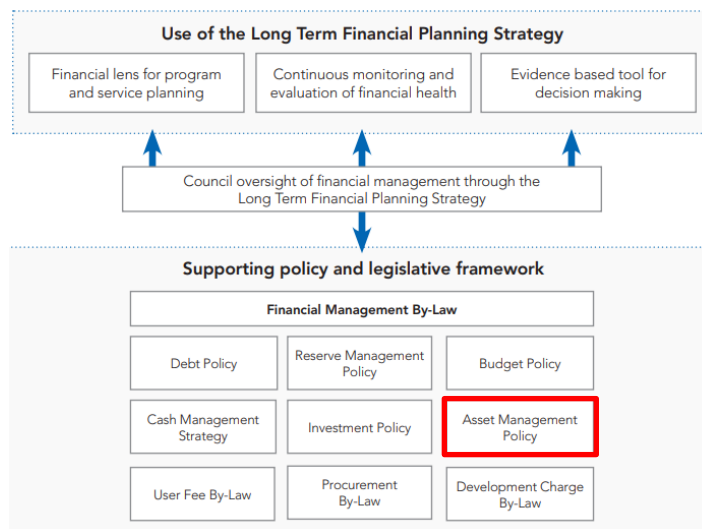 Use of the Long Term Financial Planning Strategy
Financial lens for program
and service planning
Continuous monitoring and
evaluation of financial health
Evidence based tool for
decision making
Council oversight of financial management through the
Long Term Financial Planning Strategy
Supporting policy and legislative framework
Financial Management By-Law
Debt Policy
Reserve Management
Policy
Budget Policy
Cash Management
Strategy
Investment Policy
Asset Management
Policy
User Fee By-Law
Procurement
By-Law
Development Charge
By-Law